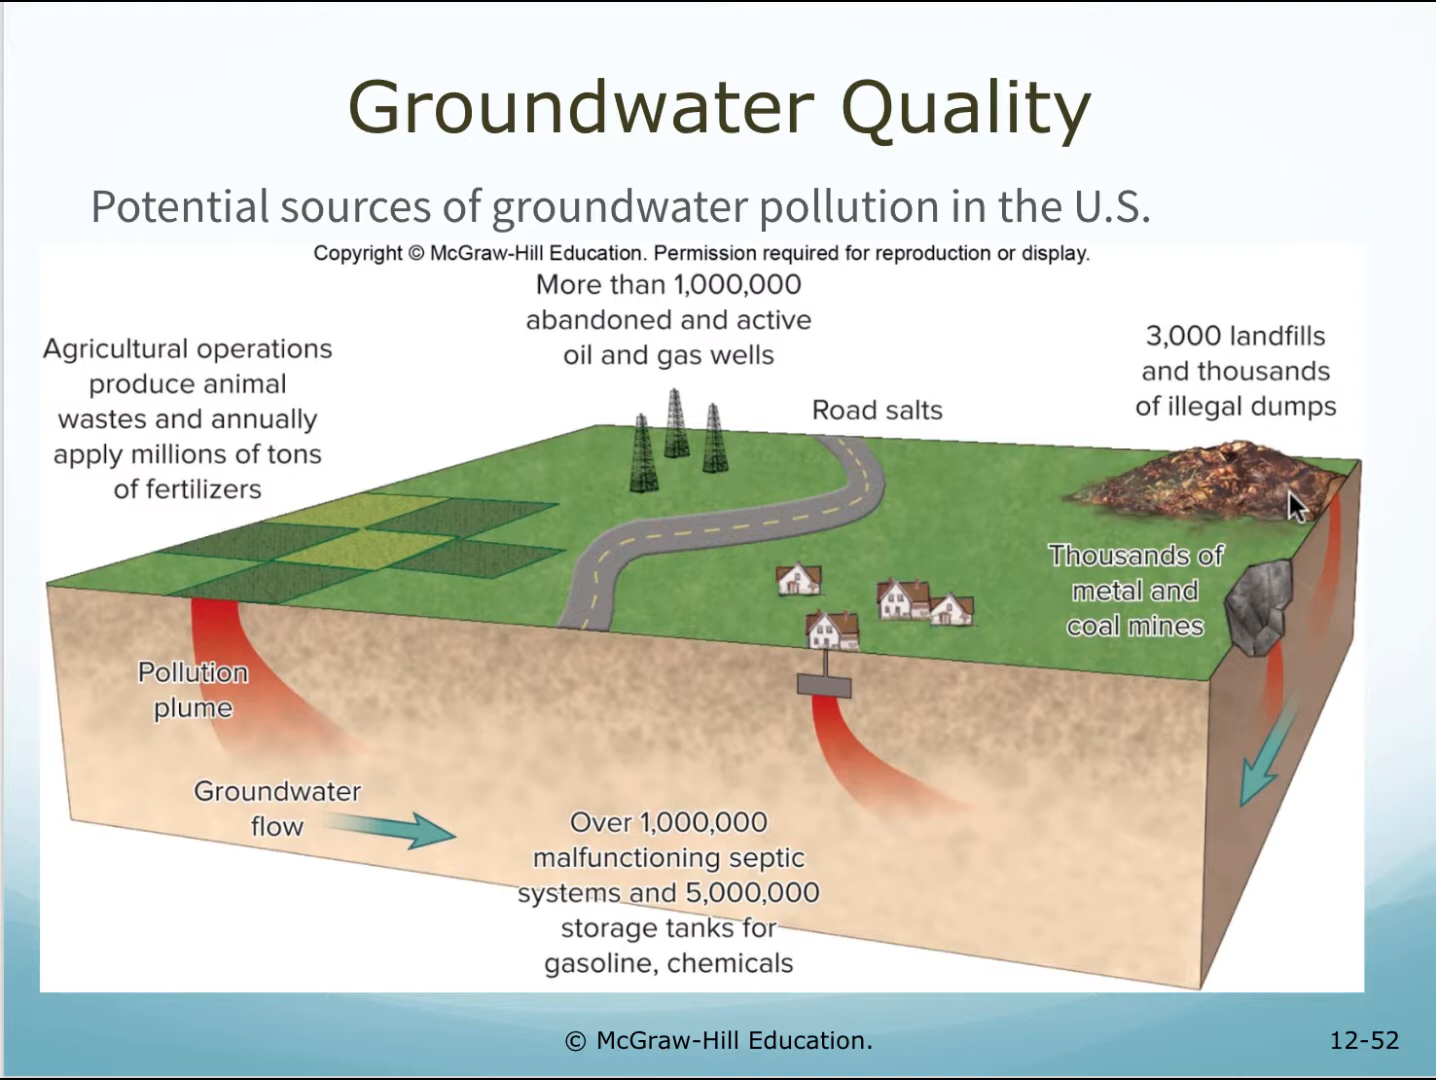 Groundwater Quality
Potential sources of groundwater pollution in the U.S.
Copyright © McGraw-Hill Education. Permission required for reproduction or display.
More than 1,000,000
abandoned and active
oil and gas wells
Agricultural operations
produce animal
wastes and annually
apply millions of tons
of fertilizers
Road salts
3,000 landfills
and thousands
of illegal dumps
Thousands of
metal and
coal mines
Pollution
plume
Groundwater
flow
Over 1,000,000
malfunctioning septic
systems and 5,000,000
storage tanks for
gasoline, chemicals
© McGraw-Hill Education.
12-52